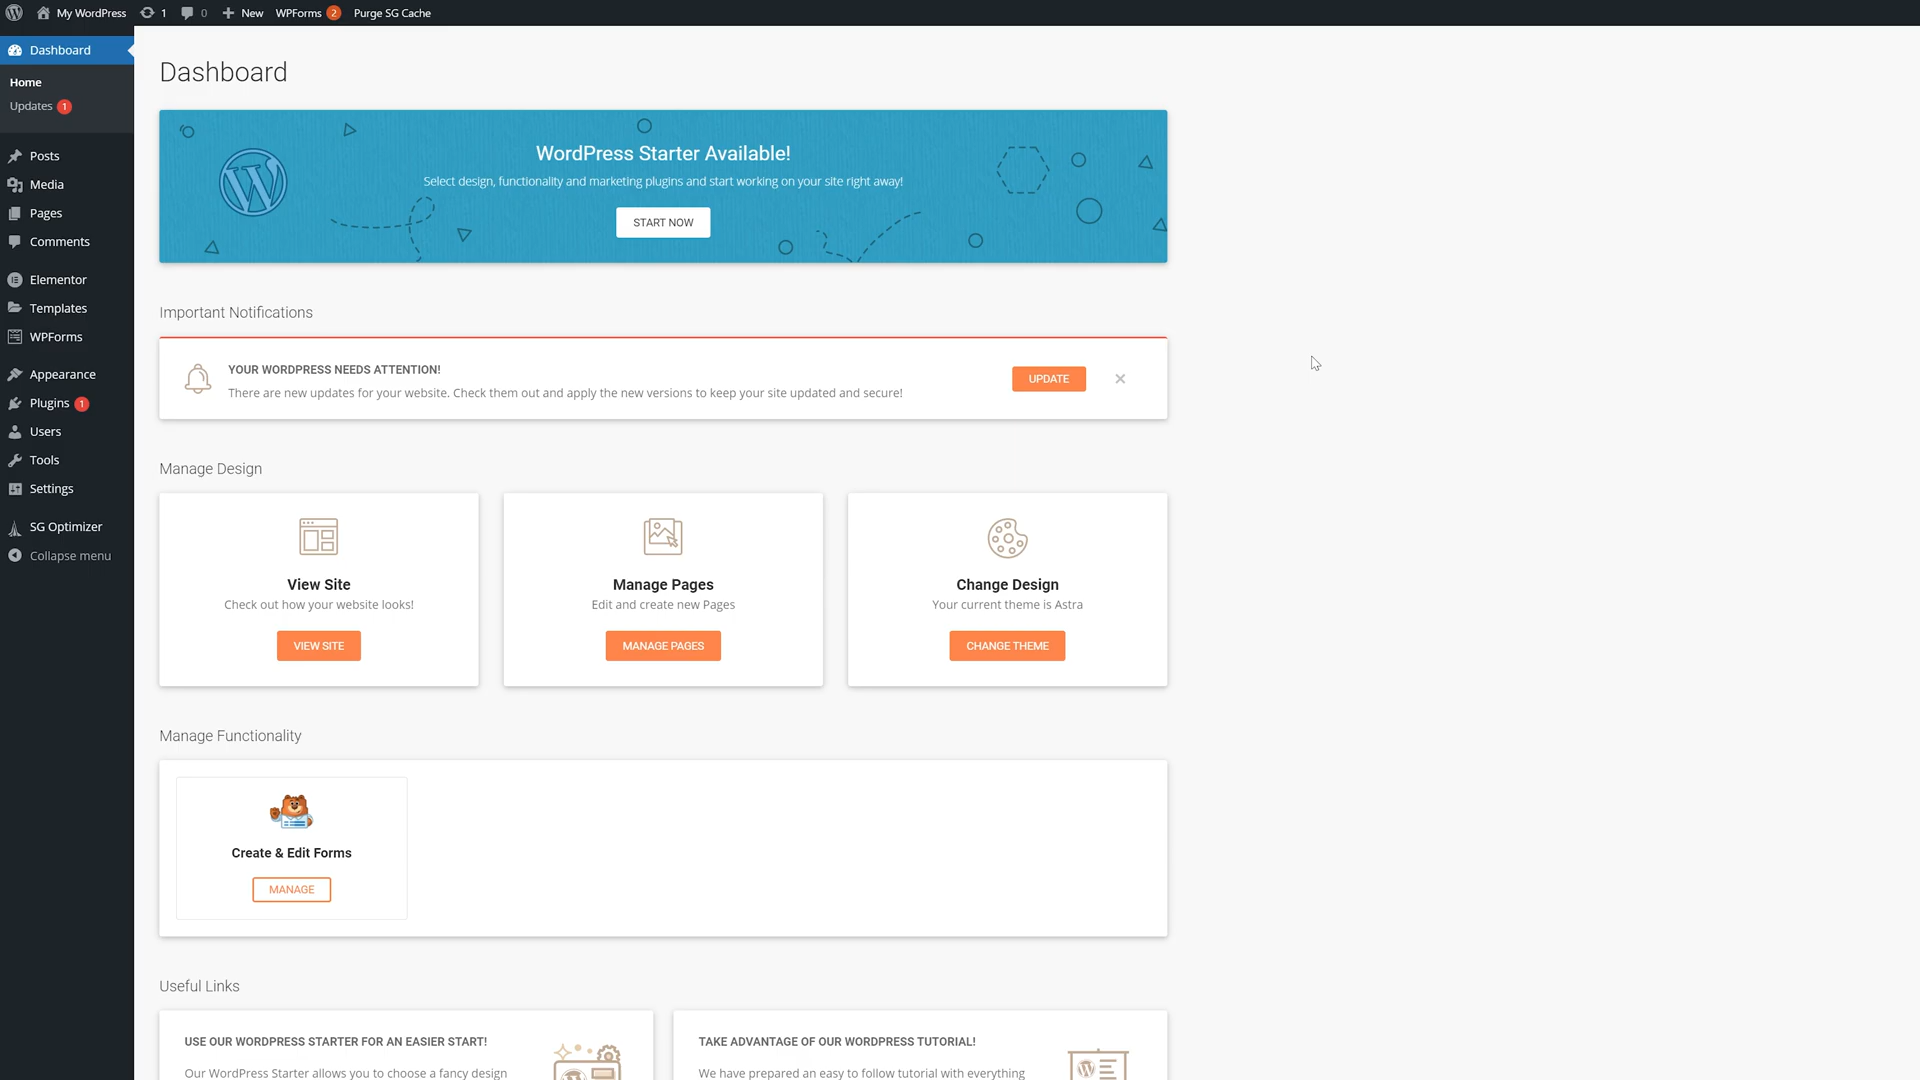 My WordPress 1 0 New WPForms 2 Purge SG Cache
Dashboard
Home
Updates 1
Posts
Media
Pages
Comments
Elementor
Templates
WPForms
Appearance
Plugins 1
Users
Tools
Settings
SG Optimizer
Collapse menu
Dashboard
WordPress Starter Available!
Select design, functionality and marketing plugins and start working on your site right away!
START NOW
Important Notifications
YOUR WORDPRESS NEEDS ATTENTION!
There are new updates for your website. Check them out and apply the new versions to keep your site updated and secure!
UPDATE
Manage Design
View Site
Check out how your website looks!
VIEW SITE
Manage Pages
Edit and create new Pages
MANAGE PAGES
Change Design
Your current theme is Astra
CHANGE THEME
Manage Functionality
Create & Edit Forms
MANAGE
Useful Links
USE OUR WORDPRESS STARTER FOR AN EASIER START!
Our WordPress Starter allows you to choose a fancy design
TAKE ADVANTAGE OF OUR WORDPRESS TUTORIAL!
We have prepared an easy to follow tutorial with everything